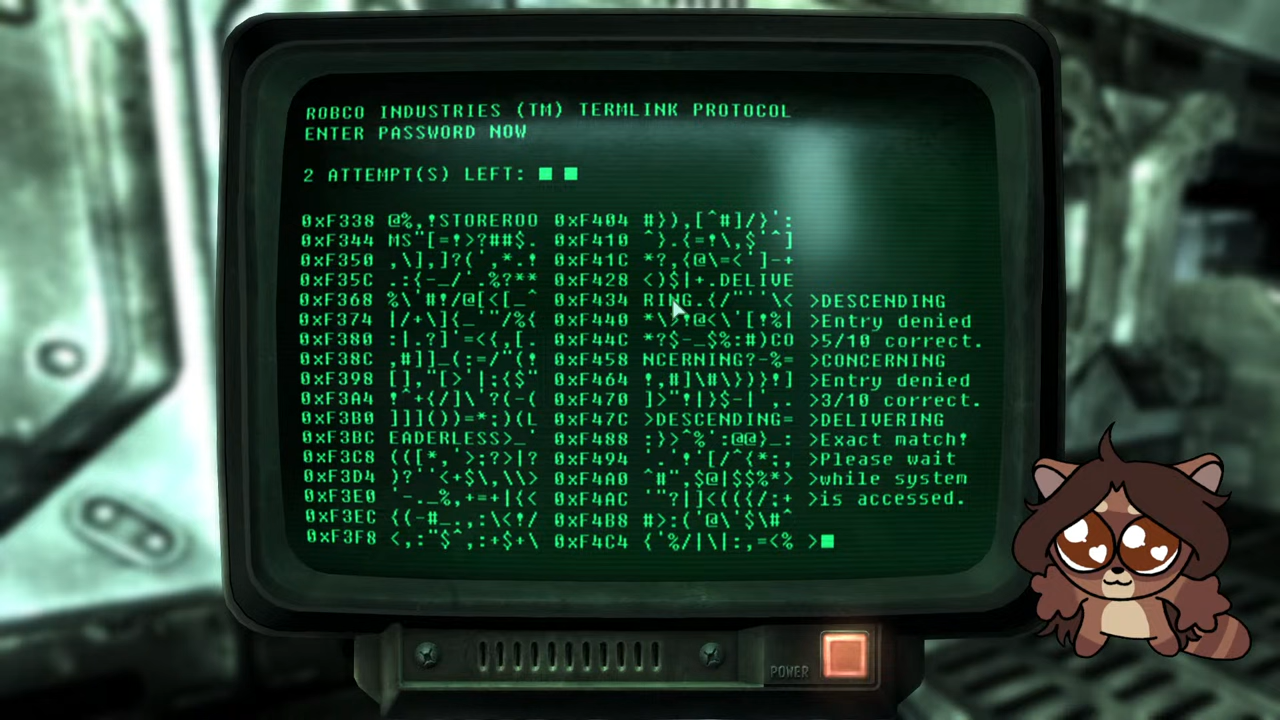 ROBCO INDUSTRIES (TM) TERMLINK PROTOCOL
ENTER PASSWORD NOW
2 ATTEMPT(S) LEFT: ■ ■
0xF338 @%,!STOREROO 0xF404 #}),[^#]/}':
0xF344 MS"[=!>?##$. 0xF410 ^}.{=!\,$'^]
0xF350 ,\],]?(',*.! 0xF41C *?,{@\=<']-+
0xF35C .:{-_/'.%?** 0xF428 <)$|+.DELIVE
0xF368 %\'#!/@[<[_^ 0xF434 RING.{/"''\< >DESCENDING
0xF374 |/+\]{_'"/%{ 0xF440 *\>!@<\'[!%| >Entry denied
0xF380 :|.?]'=<{,[. 0xF44C *?$-_$%:#)CO >5/10 correct.
0xF38C ,#]]_(:=/"(! 0xF458 NCERNING?-%= >CONCERNING
0xF398 [],"[>'|:{$" 0xF464 !,#]\#\}))}!] >Entry denied
0xF3A4 !^+{/]\'?(-( 0xF470 ]>"!|}$-|',. >3/10 correct.
0xF3B0 ]]]())=*:)(L 0xF47C >DESCENDING= >DELIVERING
0xF3BC EADERLESS>_' 0xF488 :}>^%':@@}_: >Exact match!
0xF3C8 (([*,'>;?>|? 0xF494 '.'!'[/^{*:, >Please wait
0xF3D4 )?''<+$\,\\> 0xF4A0 ^#",$@|$$%*> >while system
0xF3E0 '-._%,+=+|{< 0xF4AC '"?|]<(({/;+ >is accessed.
0xF3EC {(-#_.,:\<!/ 0xF4B8 #>:('@\'$\#^
0xF3F8 <,:"$^,:+$+\ 0xF4C4 {'%/|\|:,=<% >■
POWER